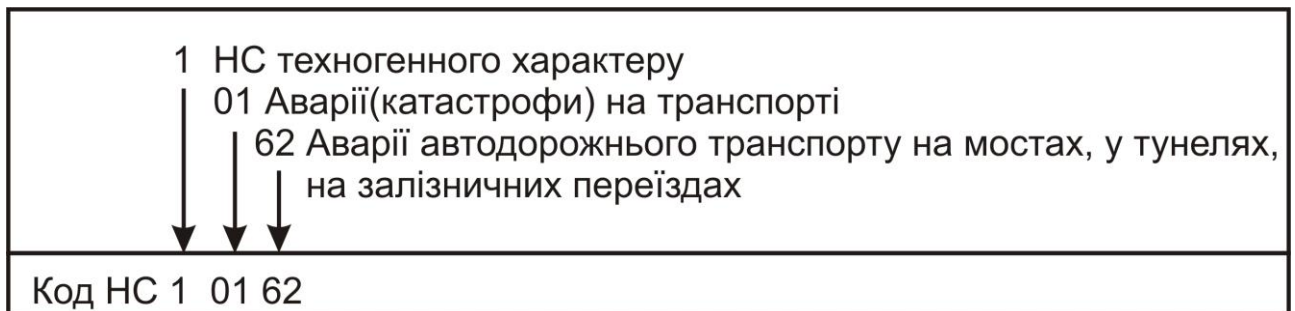 1 НС техногенного характеру
01 Аварії(катастрофи) на транспорті
62 Аварії автодорожнього транспорту на мостах, у тунелях,
на залізничних переїздах
Код НС 1 01 62